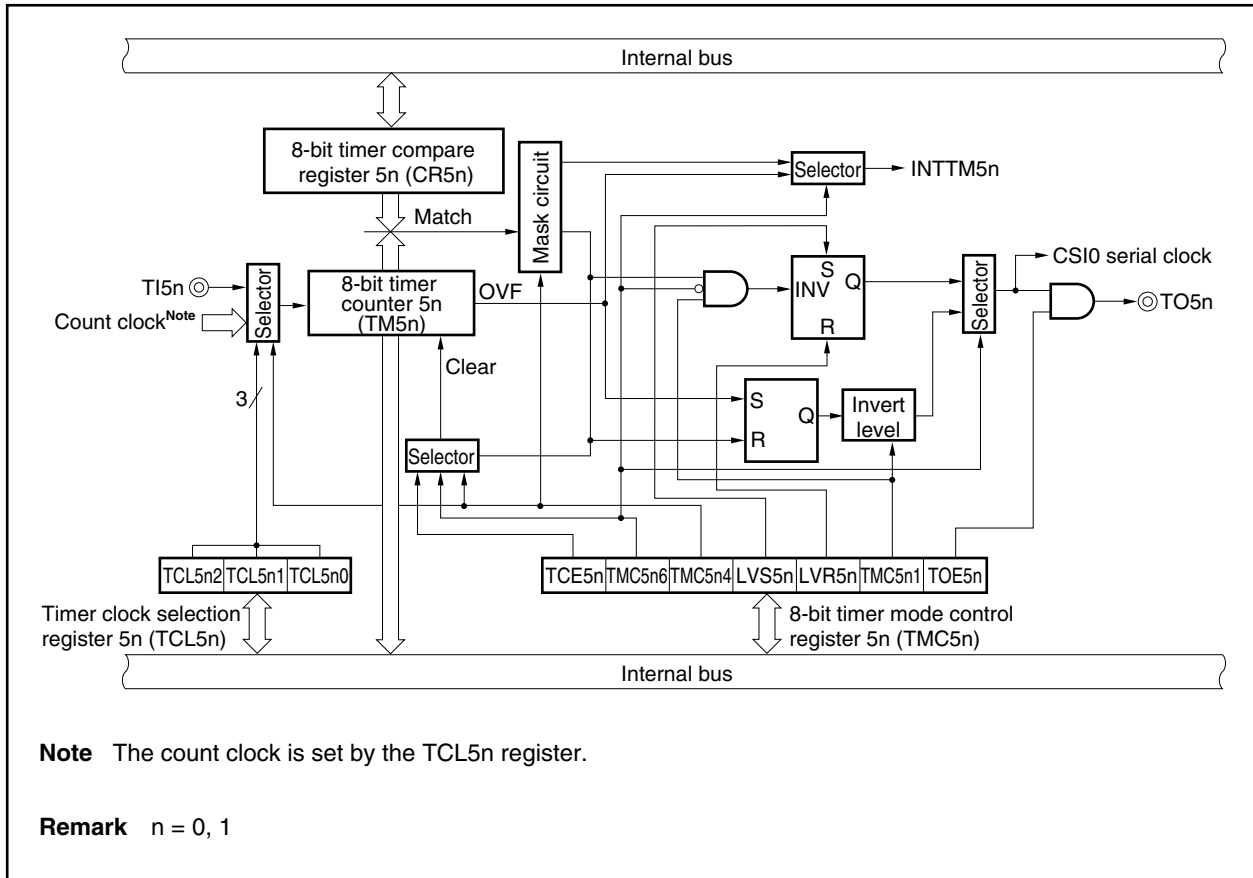 Internal bus
8-bit timer compare
register 5n (CR5n)
Match
Mask circuit
Selector
INTTM5n
TI5n
Count clockNote
Selector
8-bit timer
counter 5n
(TM5n)
OVF
Clear
S
INV
Q
R
Selector
CSI0 serial clock
TO5n
3
Selector
S
Q
R
Invert
level
TCL5n2 TCL5n1 TCL5n0
TCE5n TMC5n6 TMC5n4 LVS5n LVR5n TMC5n1 TOE5n
Timer clock selection
register 5n (TCL5n)
8-bit timer mode control
register 5n (TMC5n)
Internal bus
Note The count clock is set by the TCL5n register.
Remark n = 0, 1